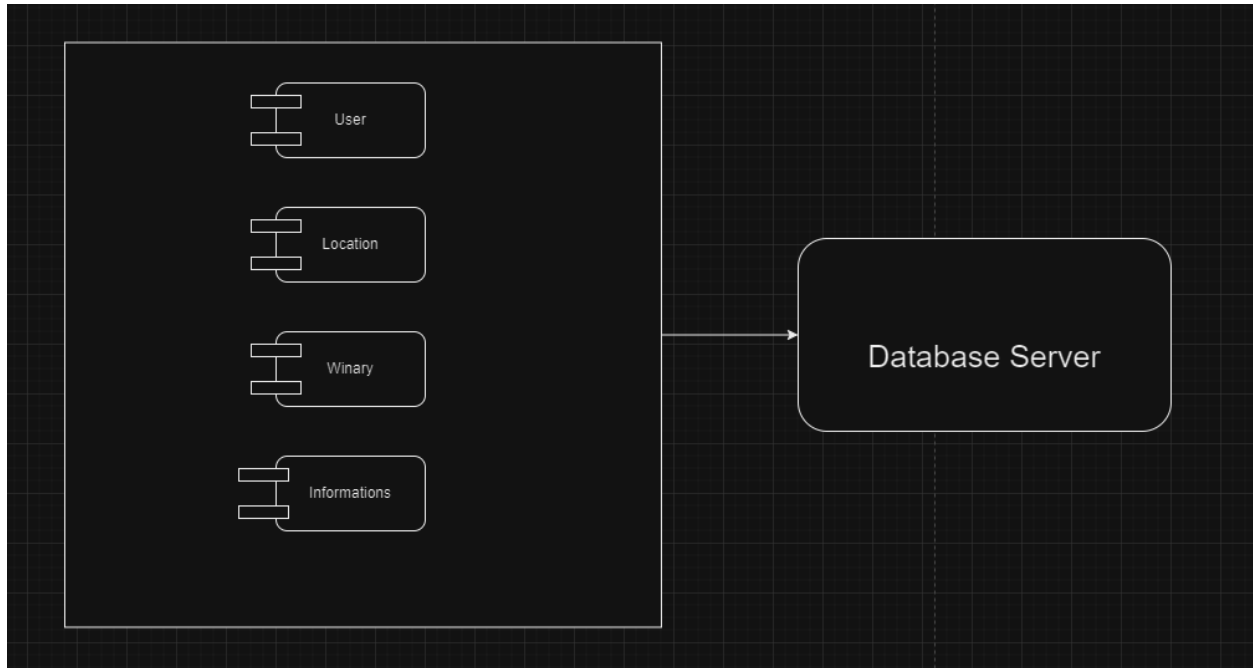 User
Location
Winary
Informations
Database Server